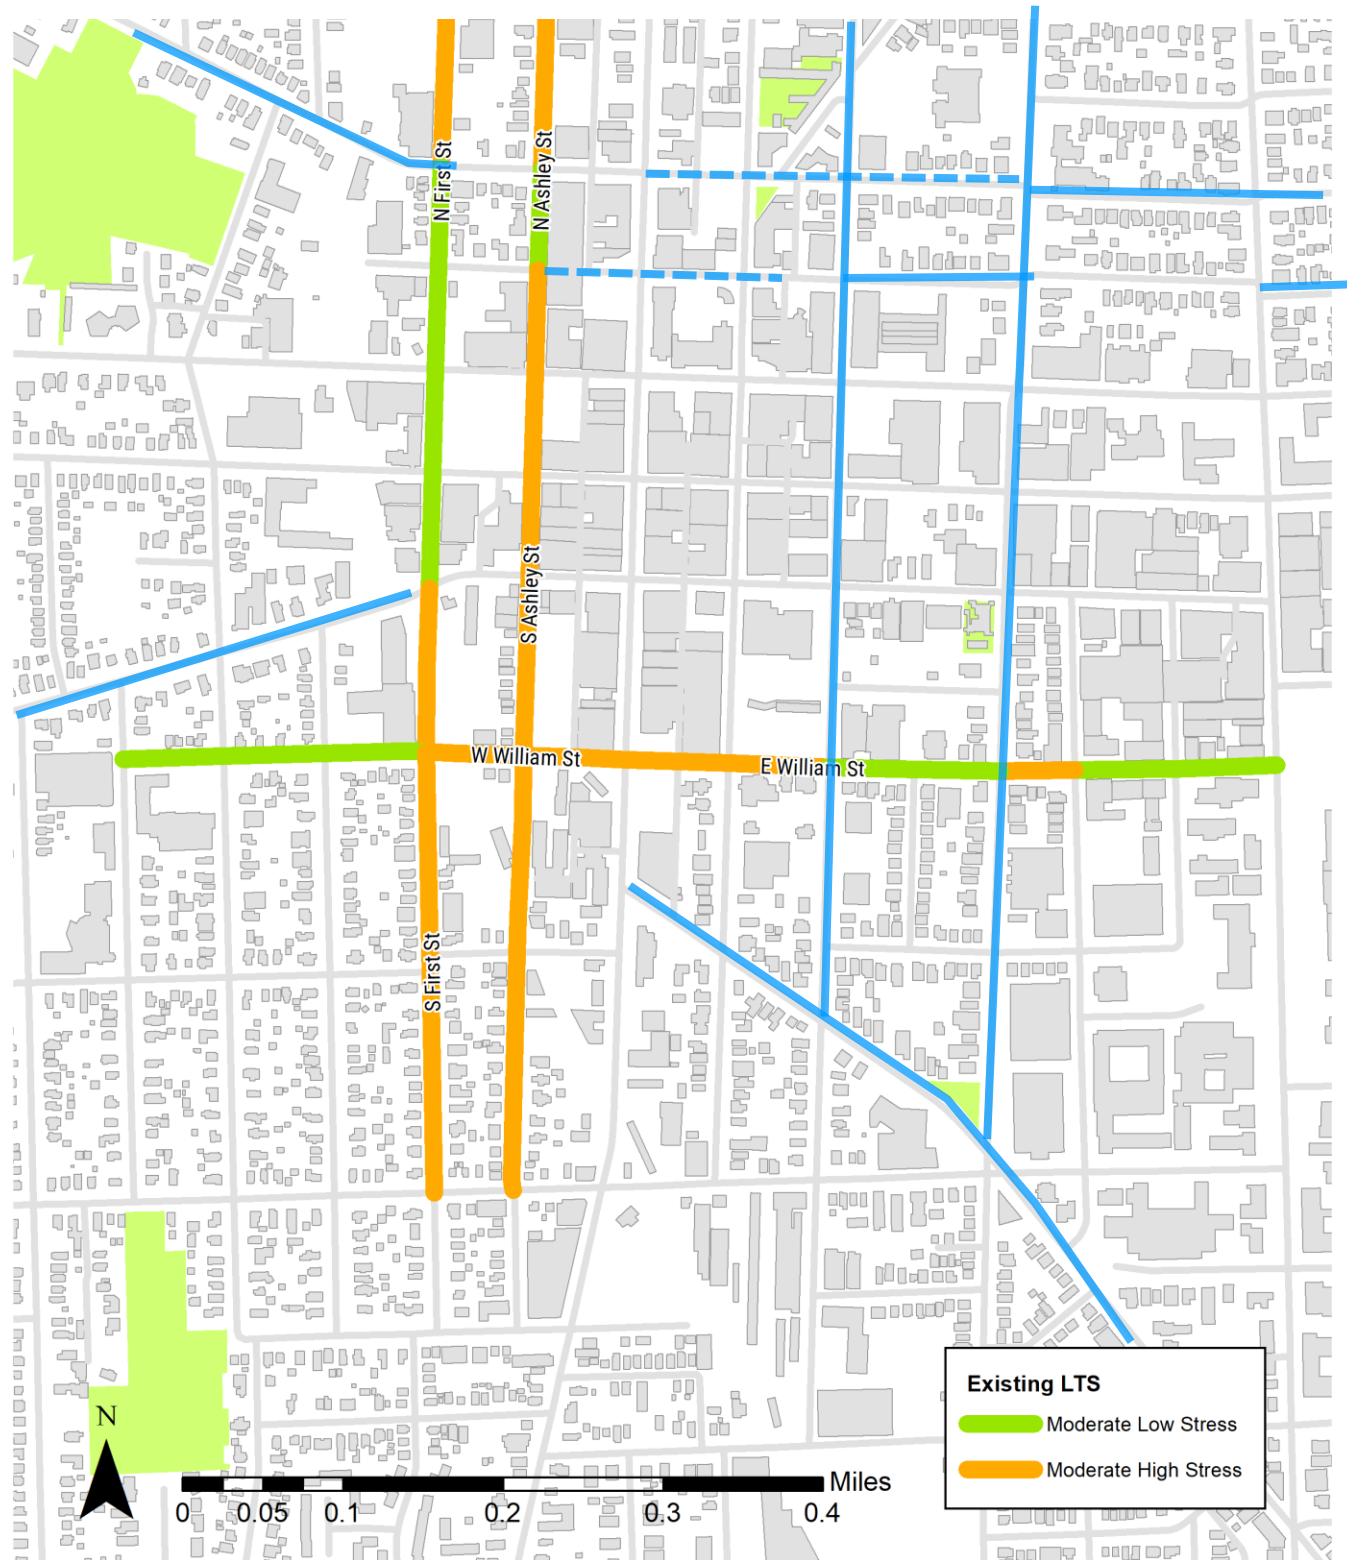 N First St
N Ashley St
S Ashley St
W William St
E William St
S First St
Existing LTS
Moderate Low Stress
Moderate High Stress
N
Miles
0 0.05 0.1 0.2 0.3 0.4